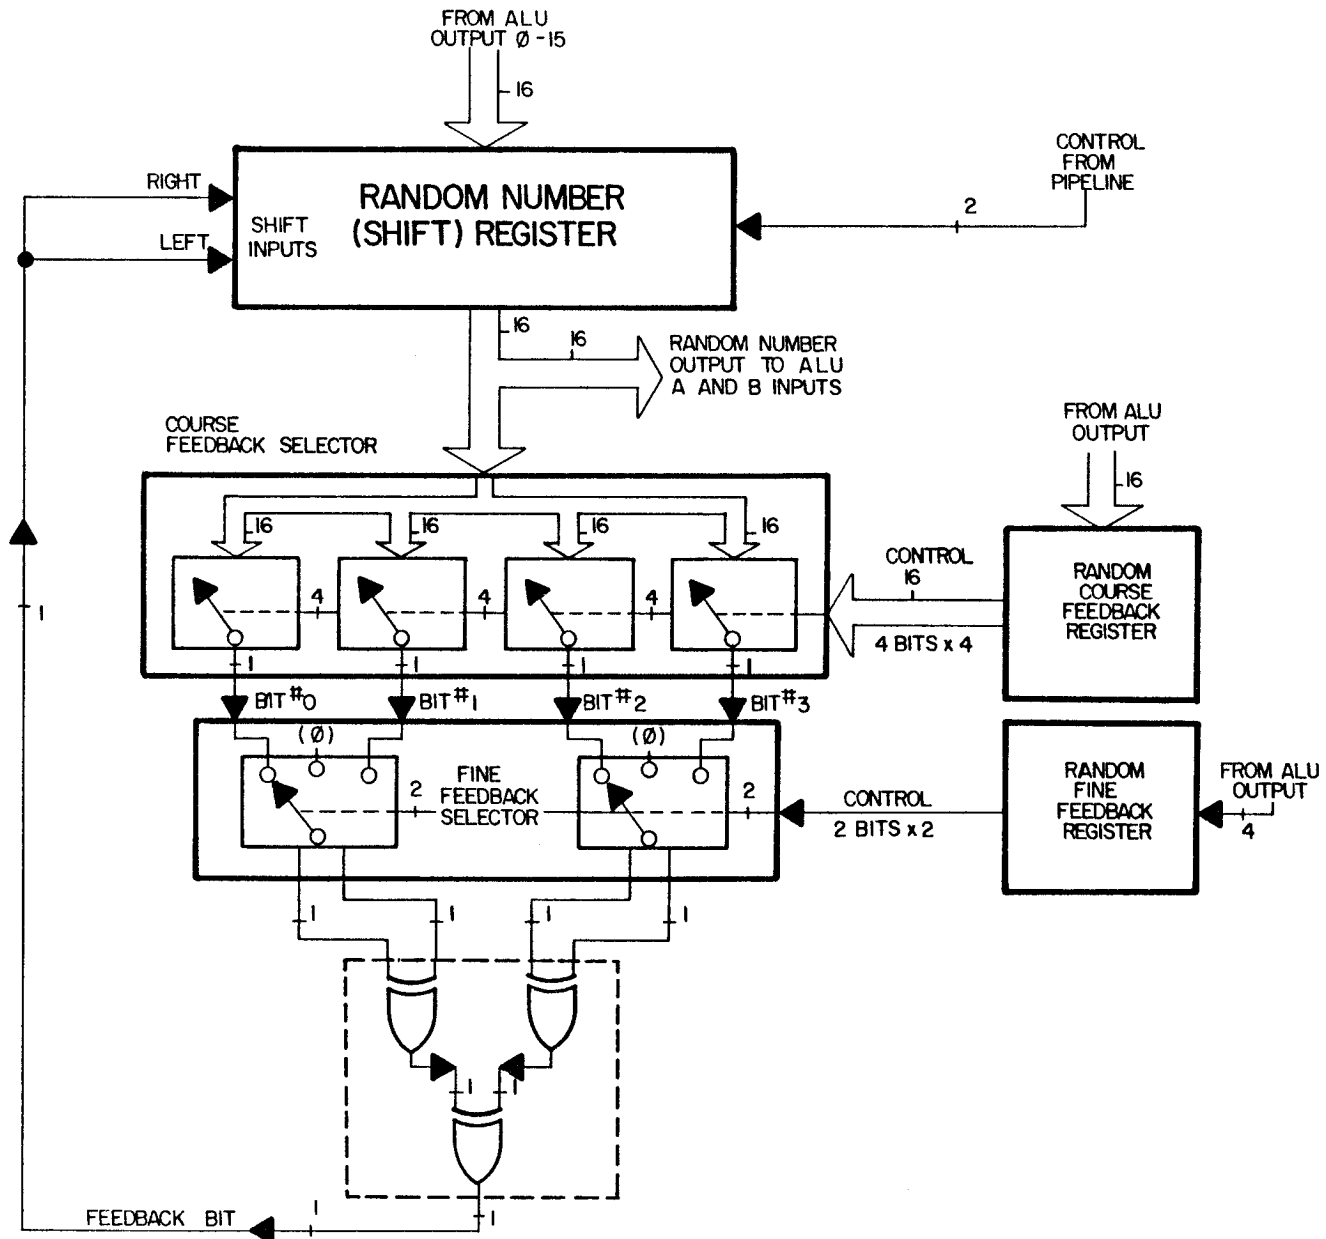 FROM ALU
OUTPUT Ø-15
16
CONTROL
FROM
PIPELINE
RIGHT
LEFT
SHIFT
INPUTS
RANDOM NUMBER
(SHIFT) REGISTER
2
16
16
RANDOM NUMBER
OUTPUT TO ALU
A AND B INPUTS
COURSE
FEEDBACK SELECTOR
FROM ALU
OUTPUT
16
16
16
16
16
4
4
4
CONTROL
16
4 BITS x 4
RANDOM
COURSE
FEEDBACK
REGISTER
1
1
1
1
1
BIT #0
BIT #1
BIT #2
BIT #3
(Ø)
(Ø)
2
FINE
FEEDBACK
SELECTOR
2
CONTROL
2 BITS x 2
RANDOM
FINE
FEEDBACK
REGISTER
FROM ALU
OUTPUT
4
1
1
1
1
1
1
FEEDBACK BIT
1
1